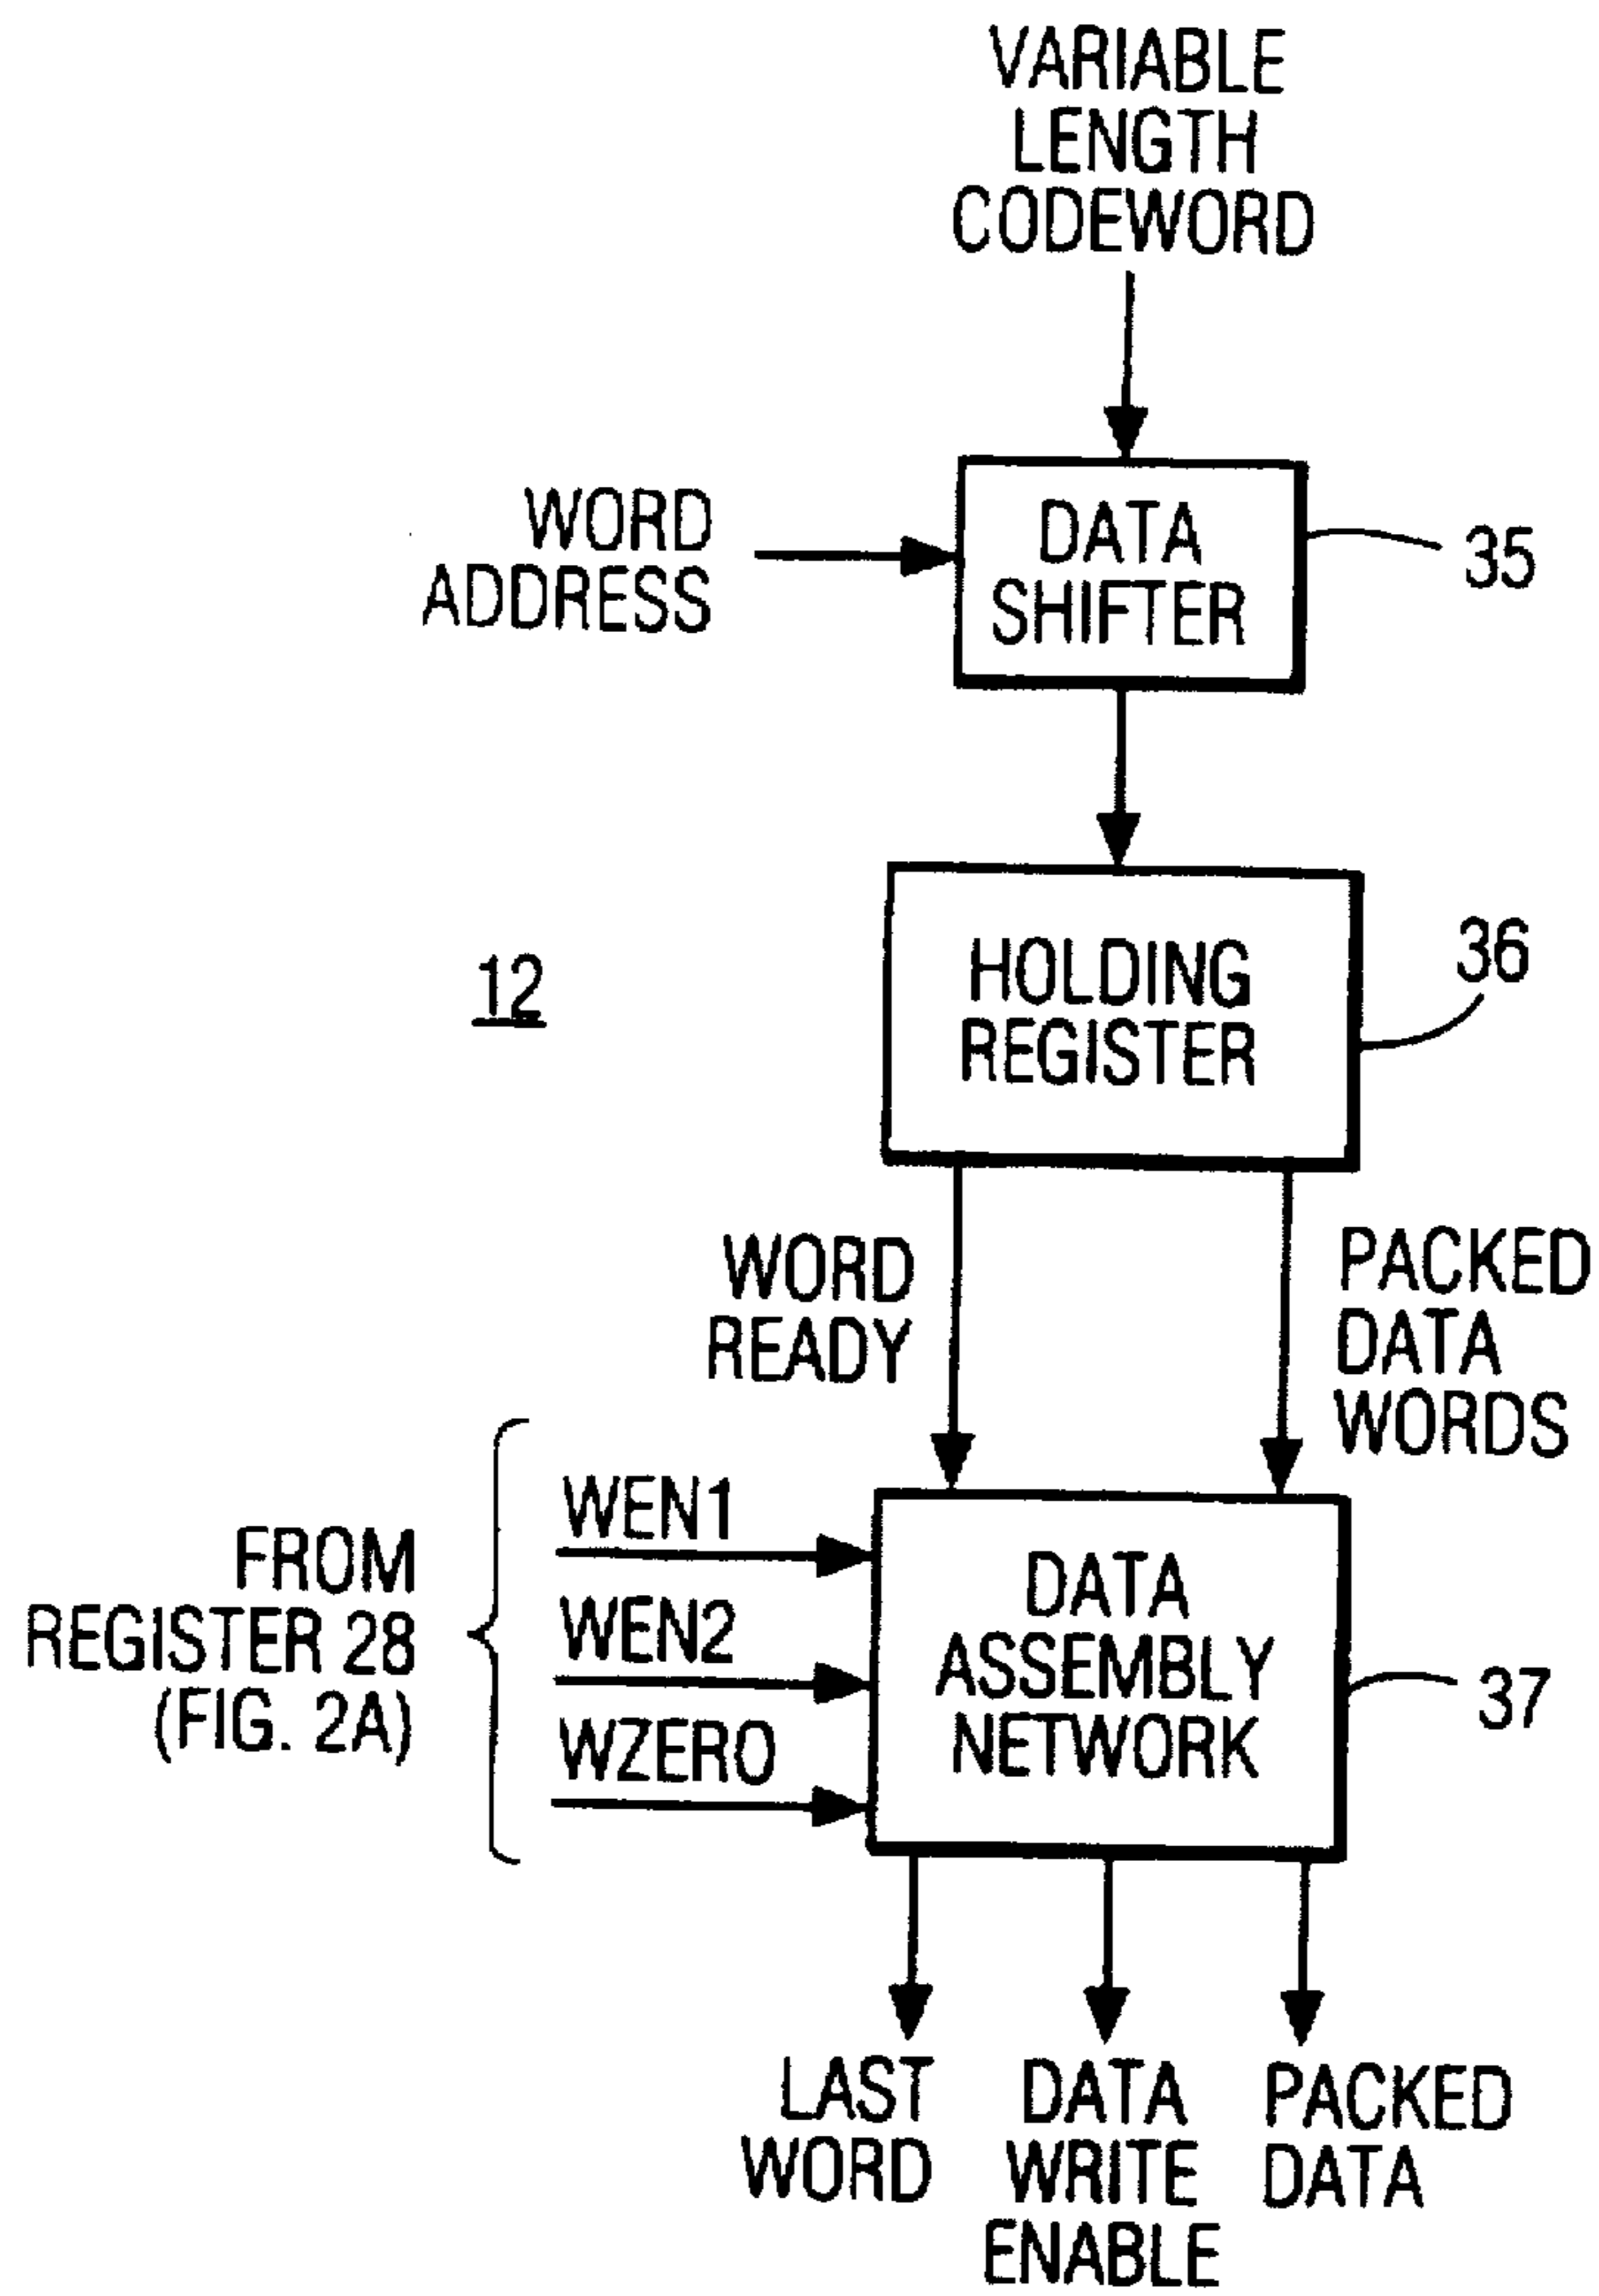 VARIABLE
LENGTH
CODEWORD
WORD
ADDRESS
DATA
SHIFTER
35
HOLDING
REGISTER
36
12
WORD
READY
PACKED
DATA
WORDS
FROM
REGISTER 28
(FIG. 2A)
WEN1
WEN2
WZERO
DATA
ASSEMBLY
NETWORK
37
LAST
WORD
DATA
WRITE
ENABLE
PACKED
DATA